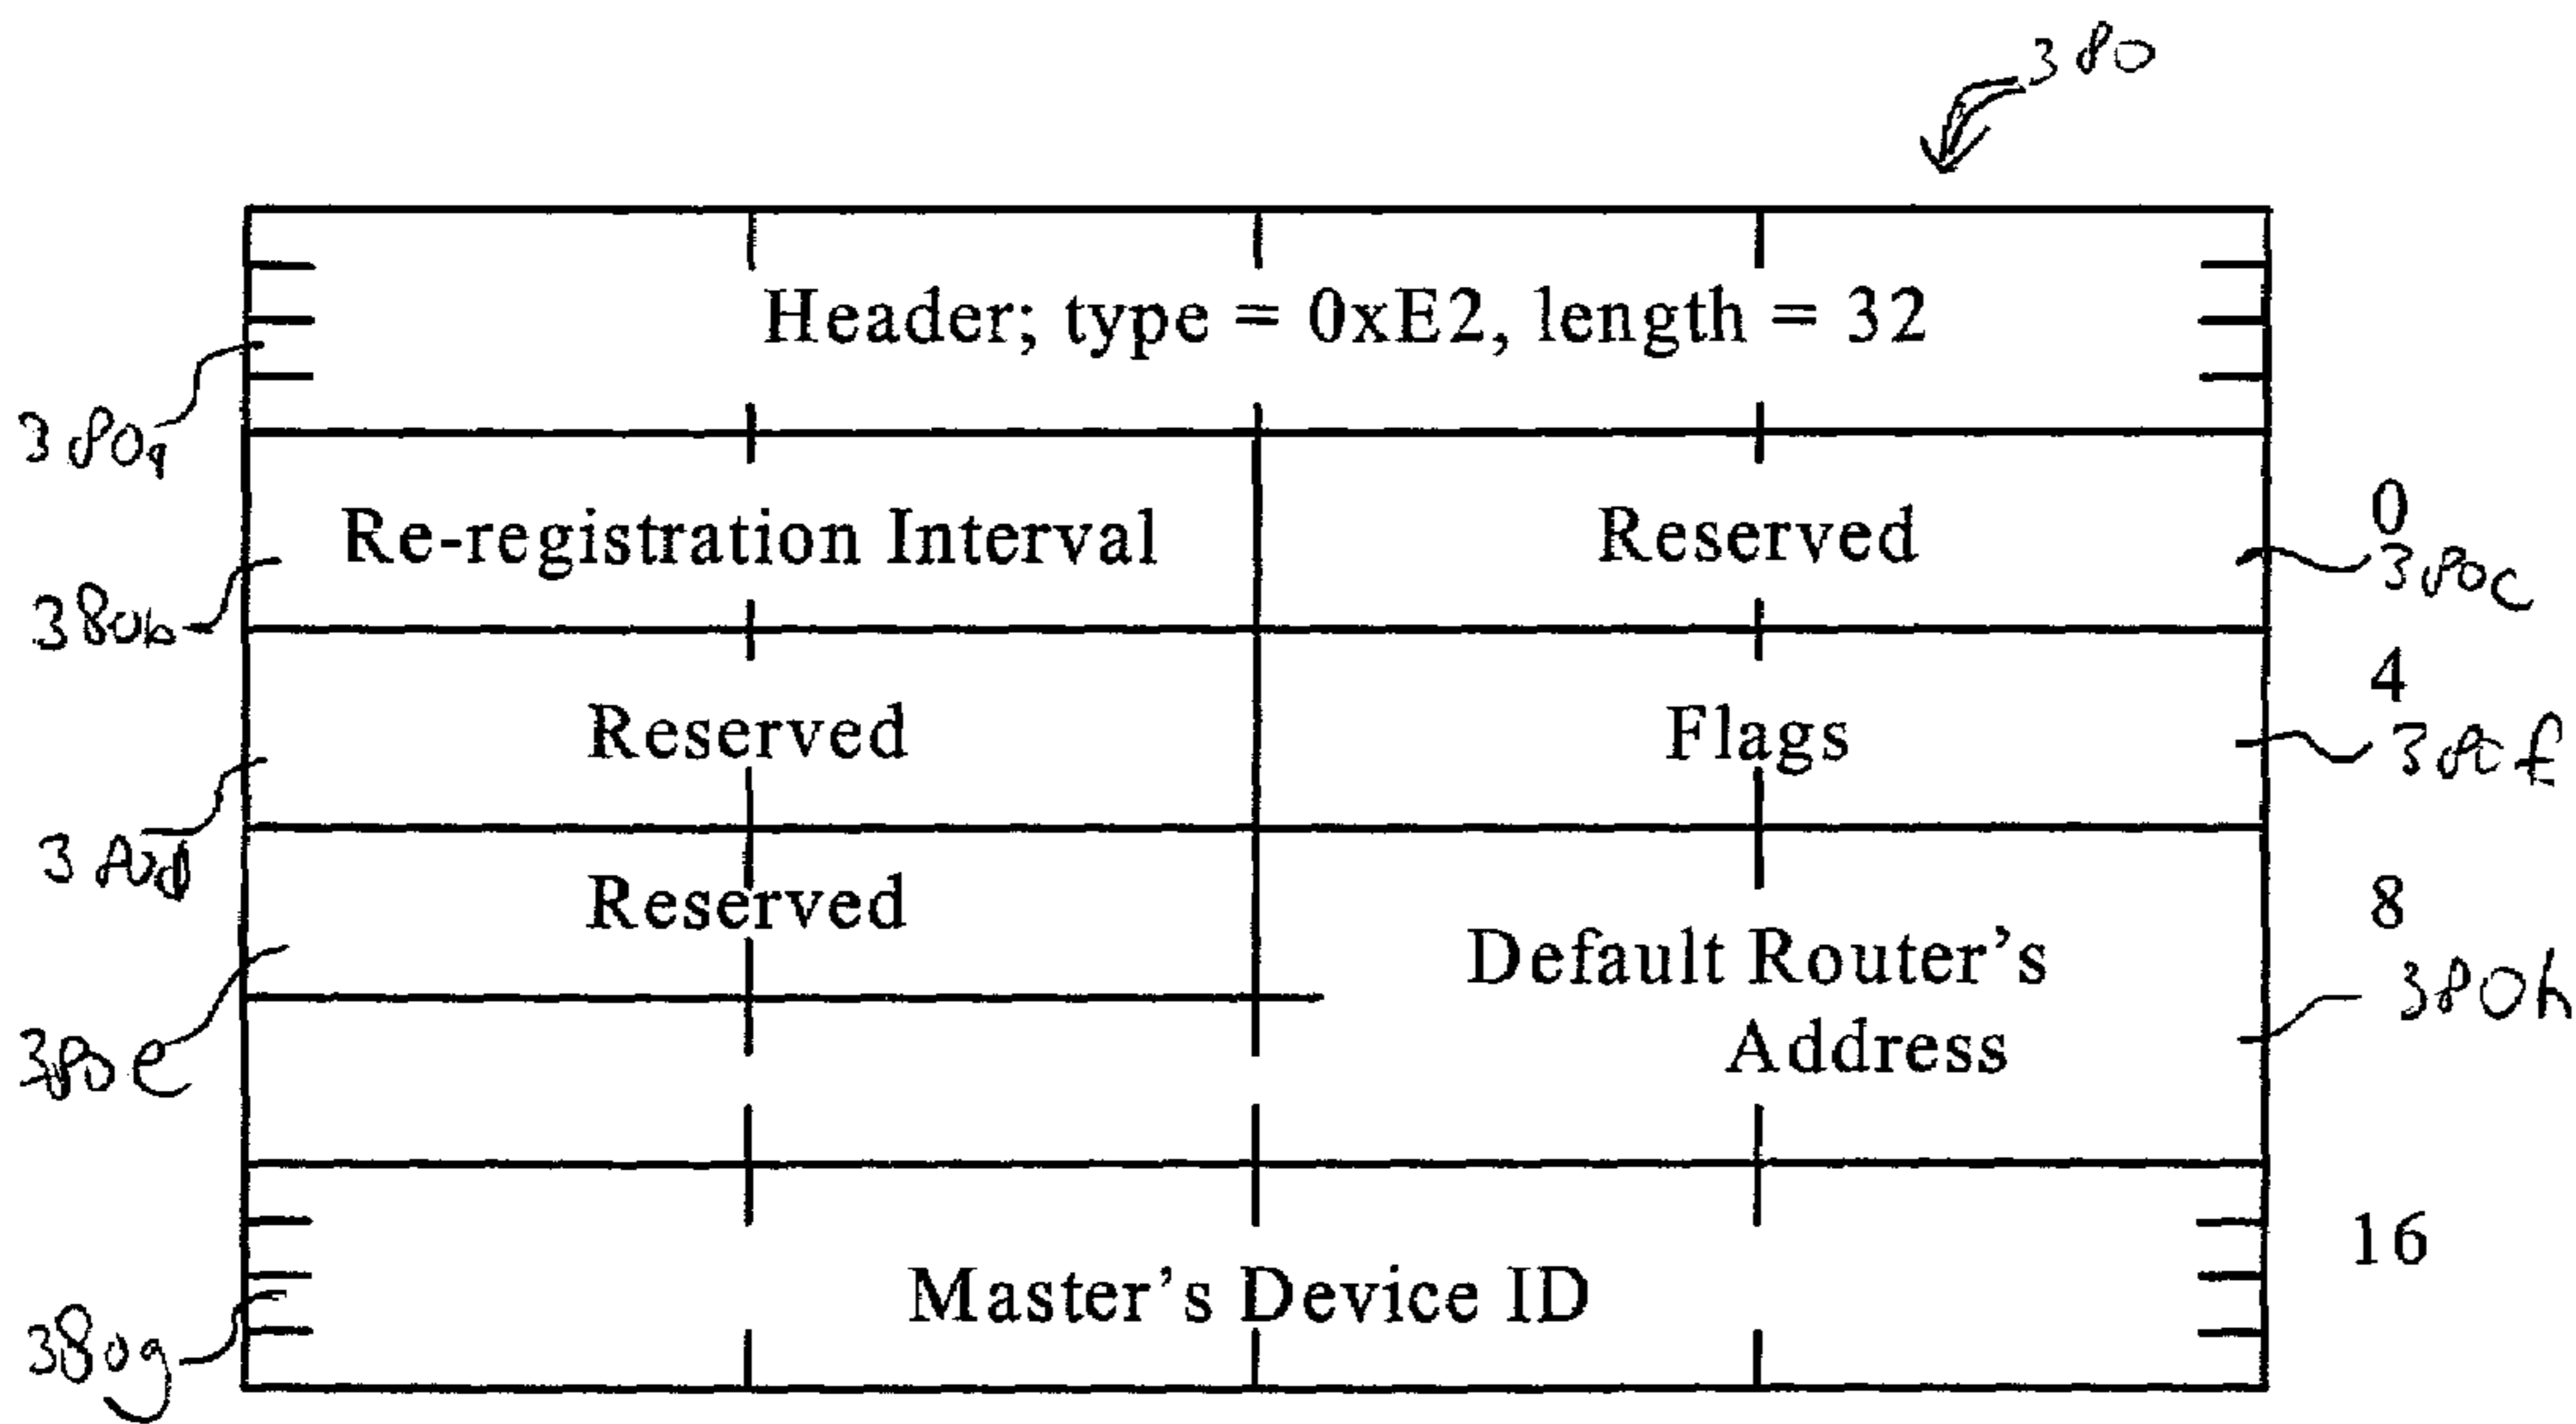 380
Header; type = 0xE2, length = 32
380a
Re-registration Interval Reserved 0
380b 380c
Reserved Flags 4
380d 380f
Reserved 8
Default Router's
Address
380e 380h
Master's Device ID 16
380g